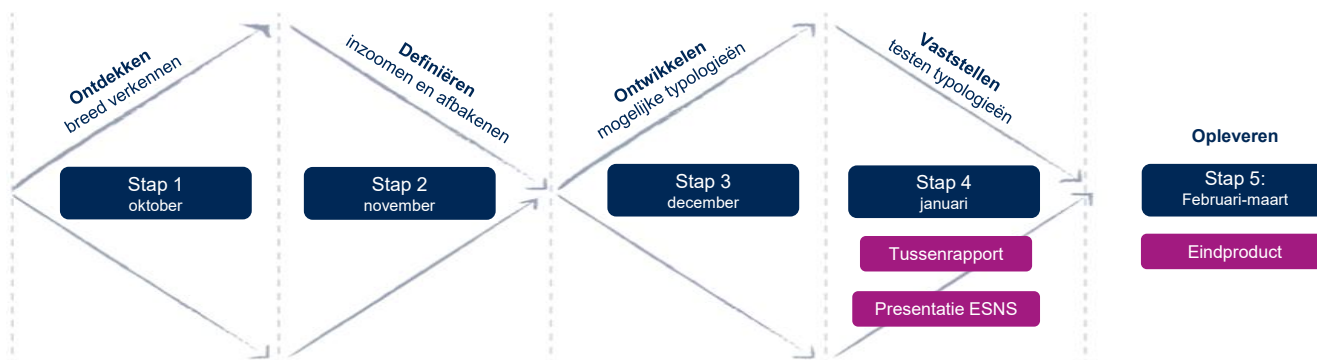 Ontdekken
breed verkennen
Definiëren
inzoomen en afbakenen
Ontwikkelen
mogelijke typologieën
Vaststellen
testen typologieën
Opleveren
Stap 1
oktober
Stap 2
november
Stap 3
december
Stap 4
januari
Stap 5:
Februari-maart
Tussenrapport
Eindproduct
Presentatie ESNS